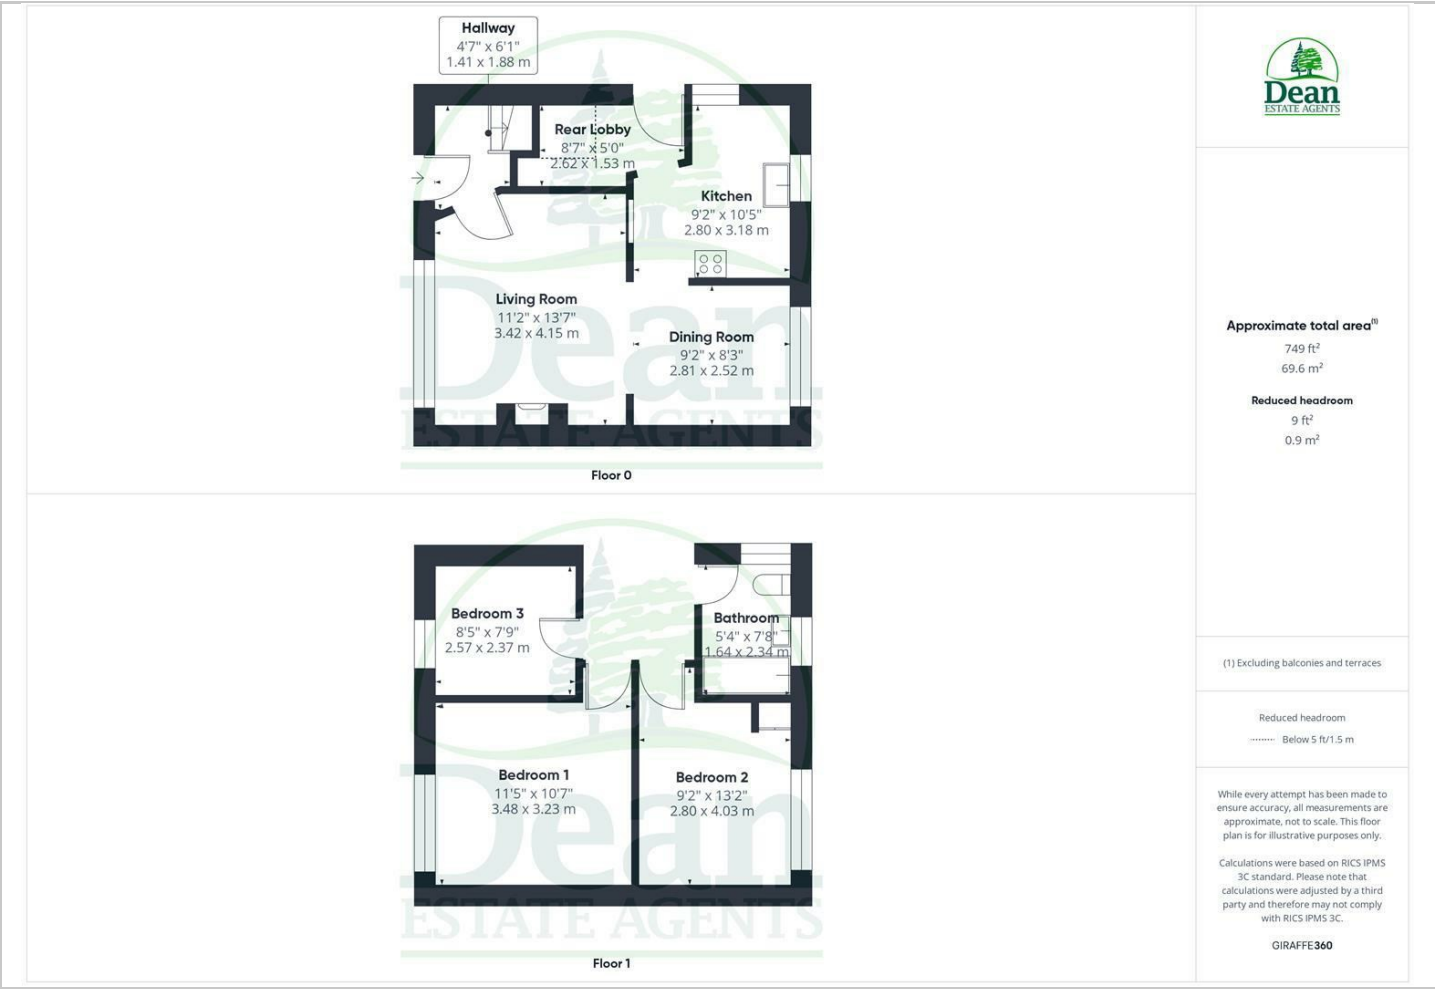 Hallway
4'7" x 6'1"
1.41 x 1.88 m
Rear Lobby
8'7" x 5'0"
2.62 x 1.53 m
Kitchen
9'2" x 10'5"
2.80 x 3.18 m
Living Room
11'2" x 13'7"
3.42 x 4.15 m
Dining Room
9'2" x 8'3"
2.81 x 2.52 m
Dean
ESTATE AGENTS
Floor 0
Bedroom 3
8'5" x 7'9"
2.57 x 2.37 m
Bathroom
5'4" x 7'8"
1.64 x 2.34 m
Bedroom 1
11'5" x 10'7"
3.48 x 3.23 m
Bedroom 2
9'2" x 13'2"
2.80 x 4.03 m
Dean
ESTATE AGENTS
Floor 1
Dean
ESTATE AGENTS
Approximate total area(1)
749 ft²
69.6 m²
Reduced headroom
9 ft²
0.9 m²
(1) Excluding balconies and terraces
Reduced headroom
Below 5 ft/1.5 m
While every attempt has been made to
ensure accuracy, all measurements are
approximate, not to scale. This floor
plan is for illustrative purposes only.
Calculations were based on RICS IPMS
3C standard. Please note that
calculations were adjusted by a third
party and therefore may not comply
with RICS IPMS 3C.
GIRAFFE360